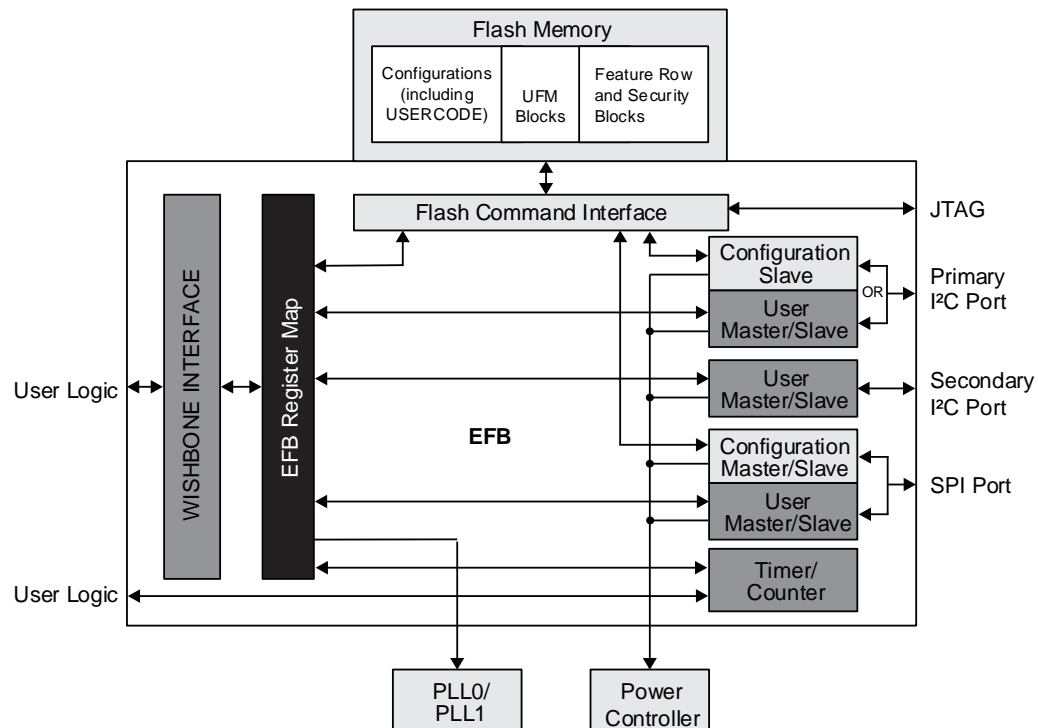 Flash Memory
Configurations
(including
USERCODE)
UFM
Blocks
Feature Row
and Security
Blocks
Flash Command Interface
JTAG
Configuration
Slave
OR
Primary
I²C Port
User
Master/Slave
User Logic
WISHBONE INTERFACE
EFB Register Map
User
Master/Slave
Secondary
I²C Port
EFB
Configuration
Master/Slave
User
Master/Slave
SPI Port
Timer/
Counter
User Logic
PLL0/
PLL1
Power
Controller